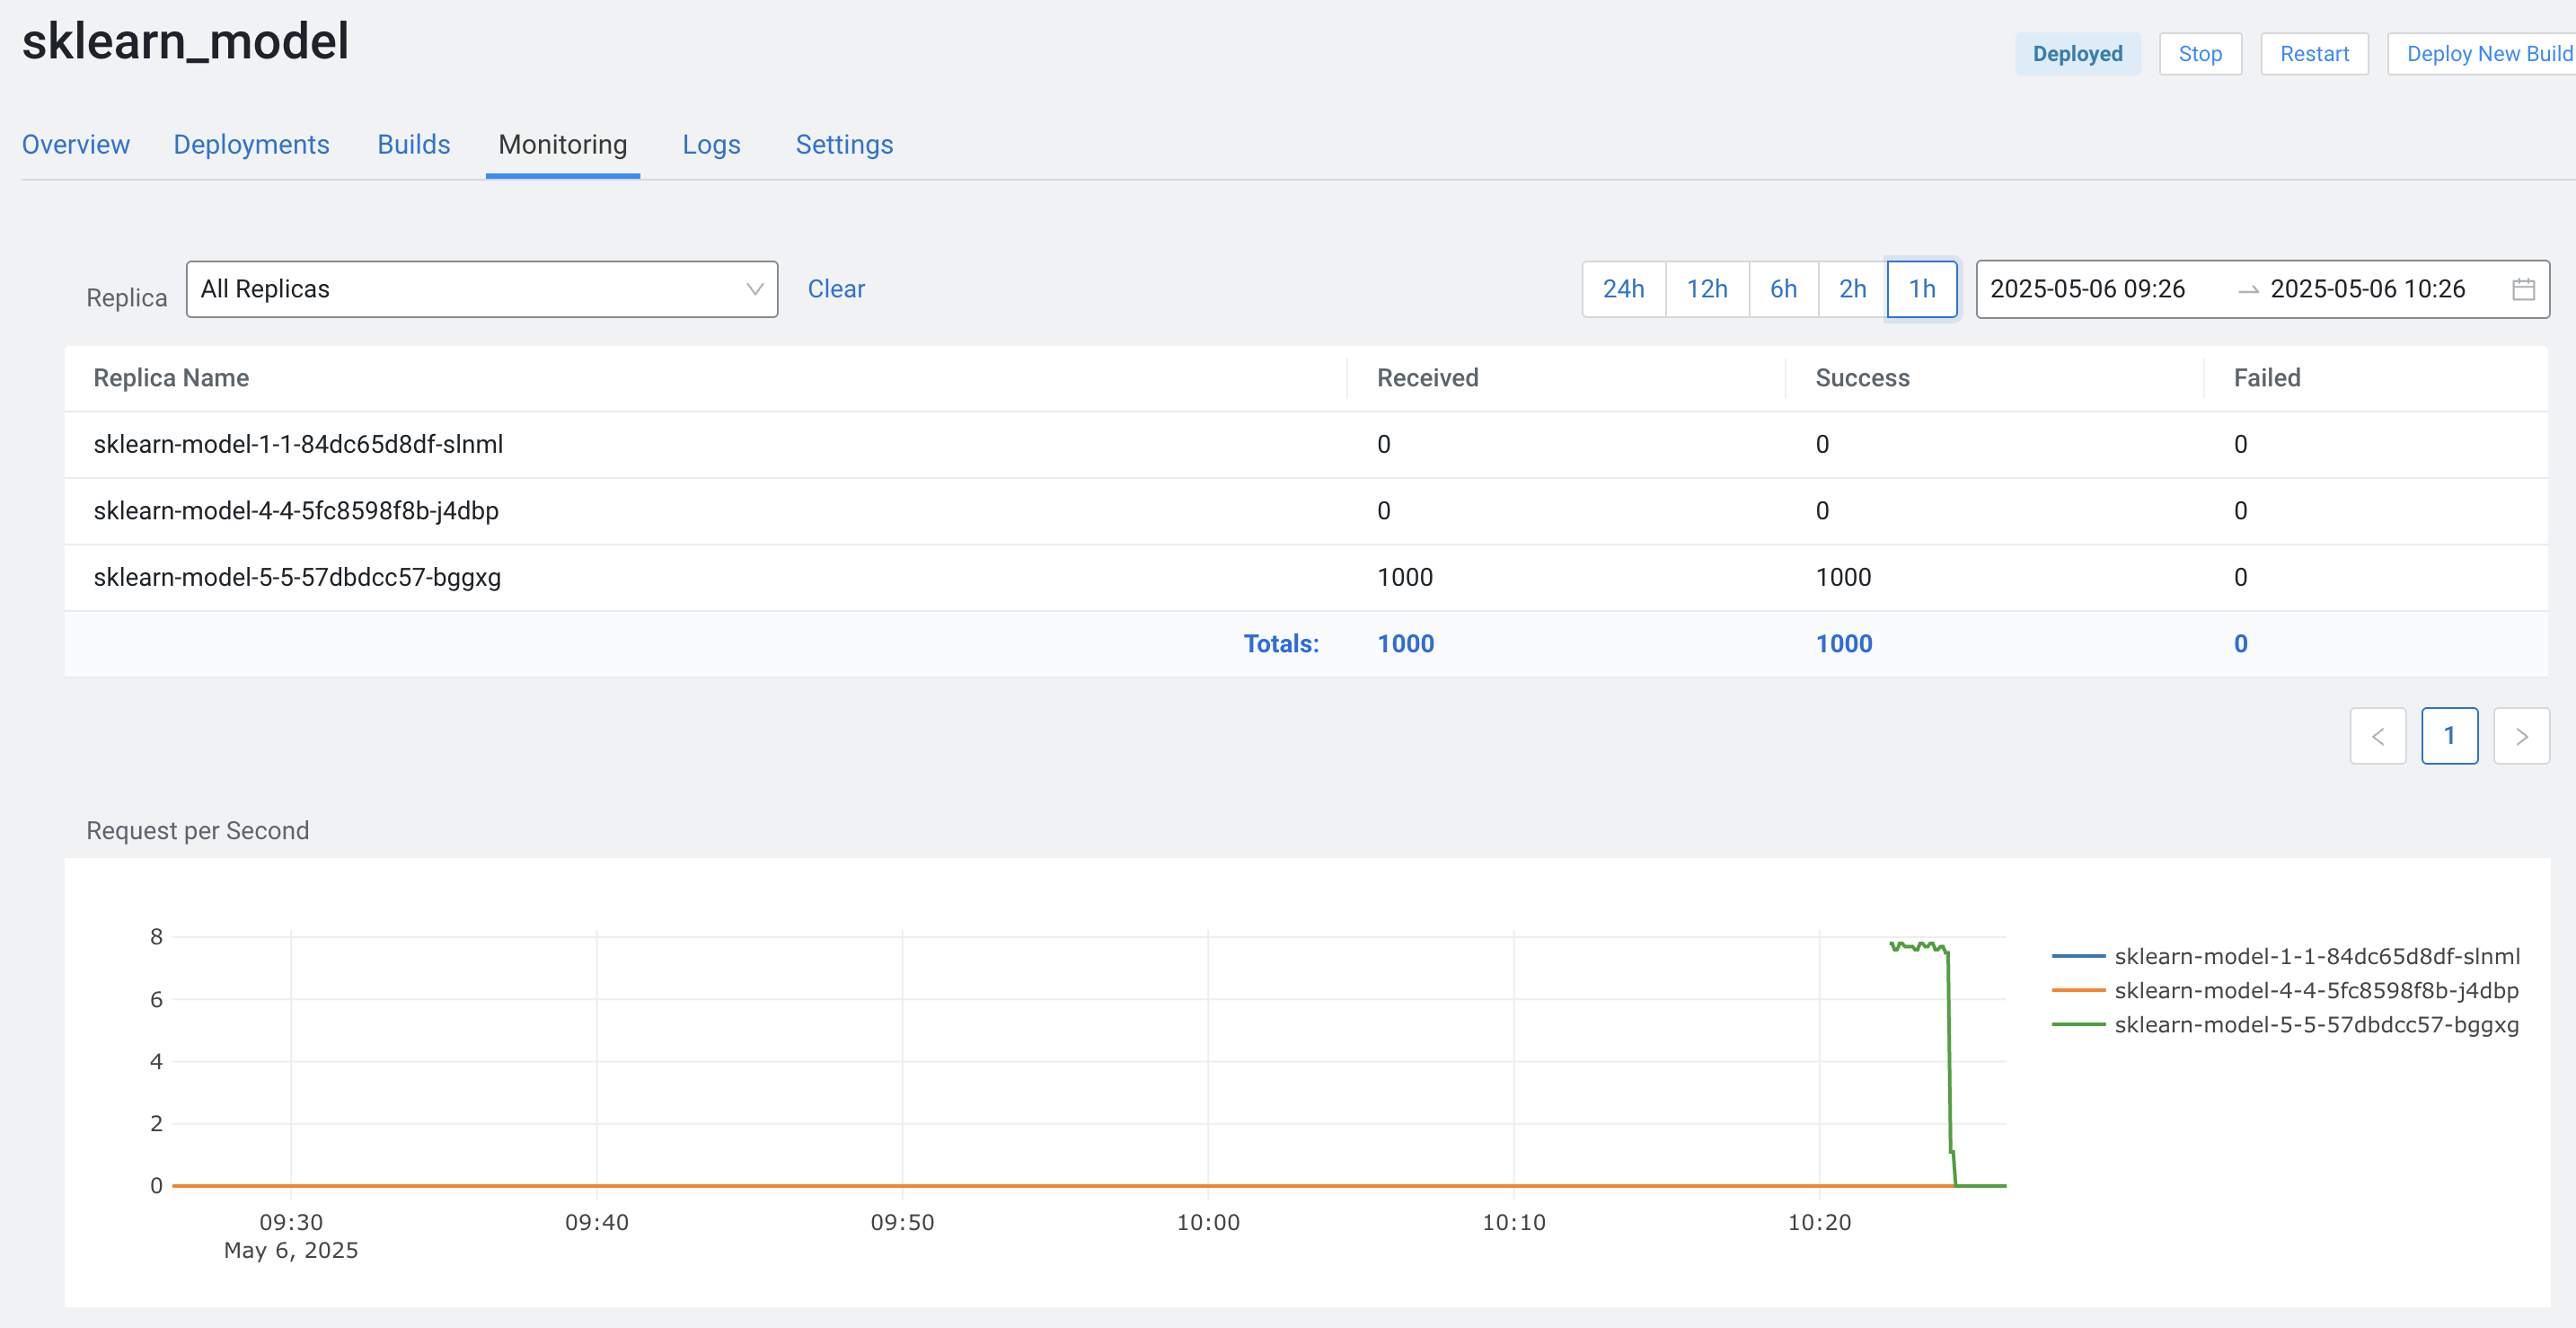 sklearn_model
Deployed Stop Restart Deploy New Build
Overview Deployments Builds Monitoring Logs Settings
Replica All Replicas Clear 24h 12h 6h 2h 1h 2025-05-06 09:26 → 2025-05-06 10:26
Replica Name Received Success Failed
sklearn-model-1-1-84dc65d8df-slnml 0 0 0
sklearn-model-4-4-5fc8598f8b-j4dbp 0 0 0
sklearn-model-5-5-57dbdcc57-bggxg 1000 1000 0
Totals: 1000 1000 0
< 1 >
Request per Second
8
6
4
2
0
09:30 09:40 09:50 10:00 10:10 10:20
May 6, 2025
sklearn-model-1-1-84dc65d8df-slnml
sklearn-model-4-4-5fc8598f8b-j4dbp
sklearn-model-5-5-57dbdcc57-bggxg